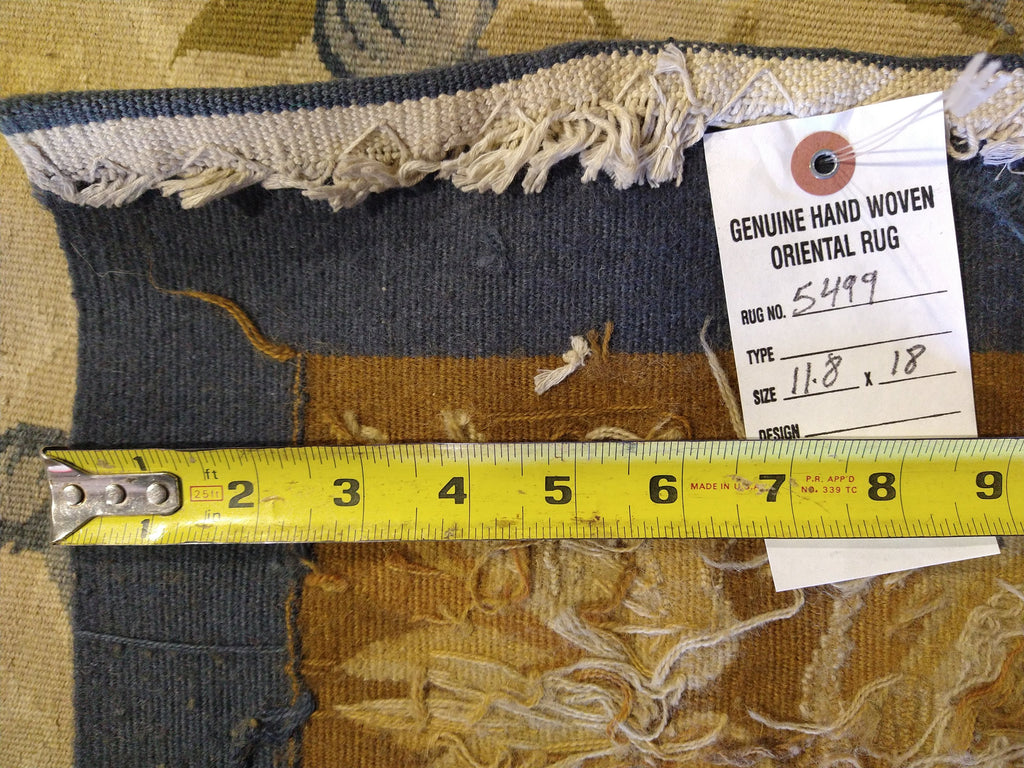 GENUINE HAND WOVEN
ORIENTAL RUG
RUG NO. 5499
TYPE
SIZE 11.8 x 18
DESIGN
1 ft 2 3 4 5 6 MADE IN U.S.A. 7 P.R. APP'D 8 9
25ft NO. 339 TC
1 in